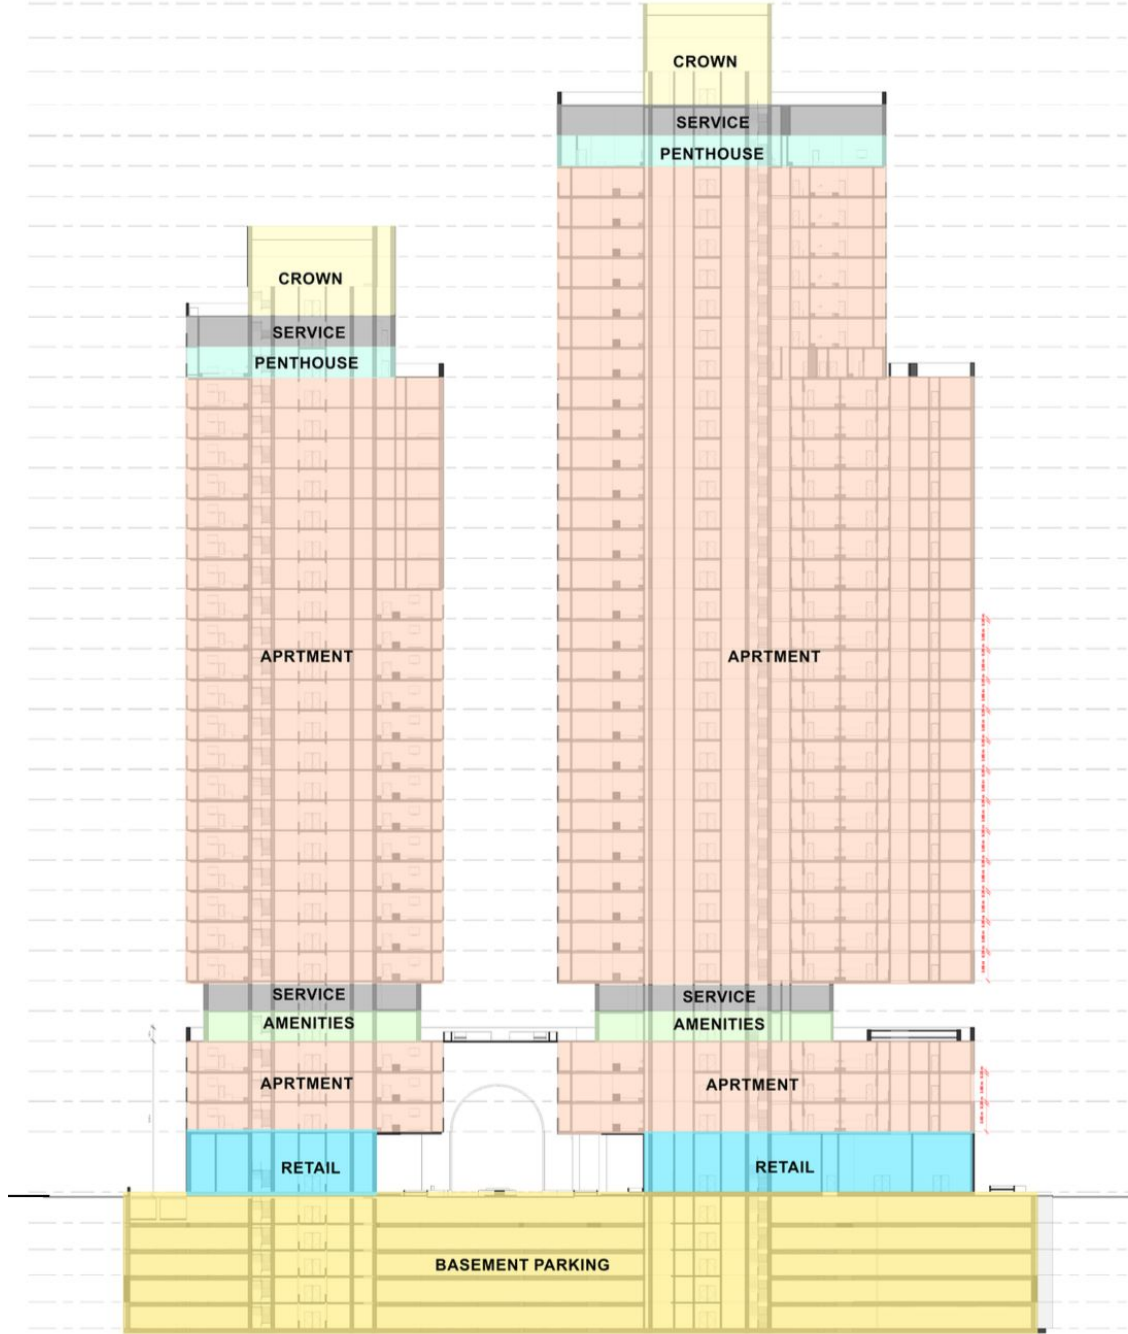 CROWN
SERVICE
PENTHOUSE
CROWN
SERVICE
PENTHOUSE
APRTMENT
APRTMENT
SERVICE
AMENITIES
SERVICE
AMENITIES
APRTMENT
APRTMENT
RETAIL
RETAIL
BASEMENT PARKING